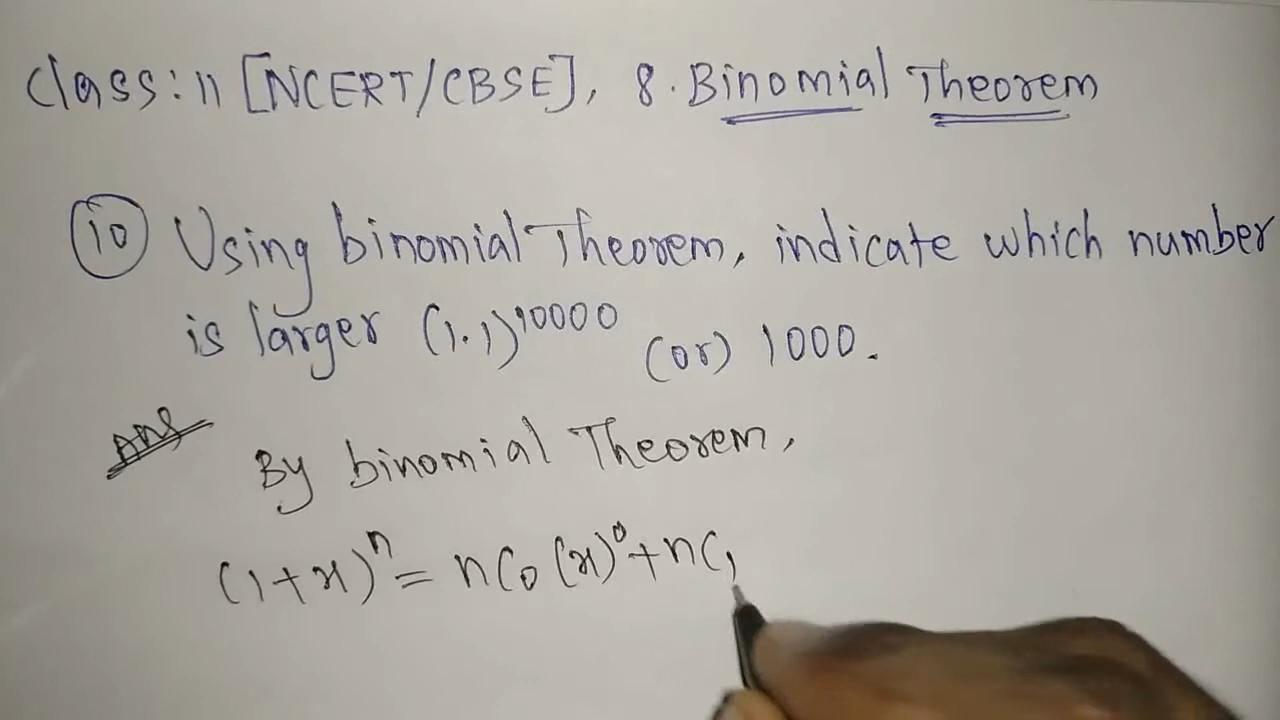 Class: 11 [NCERT/CBSE], 8. Binomial Theorem
10 Using binomial Theorem, indicate which number
is larger (1.1)^10000 (or) 1000.
Ans
By binomial Theorem,
(1+x)^n = nC₀ (x)^0 + nC₁